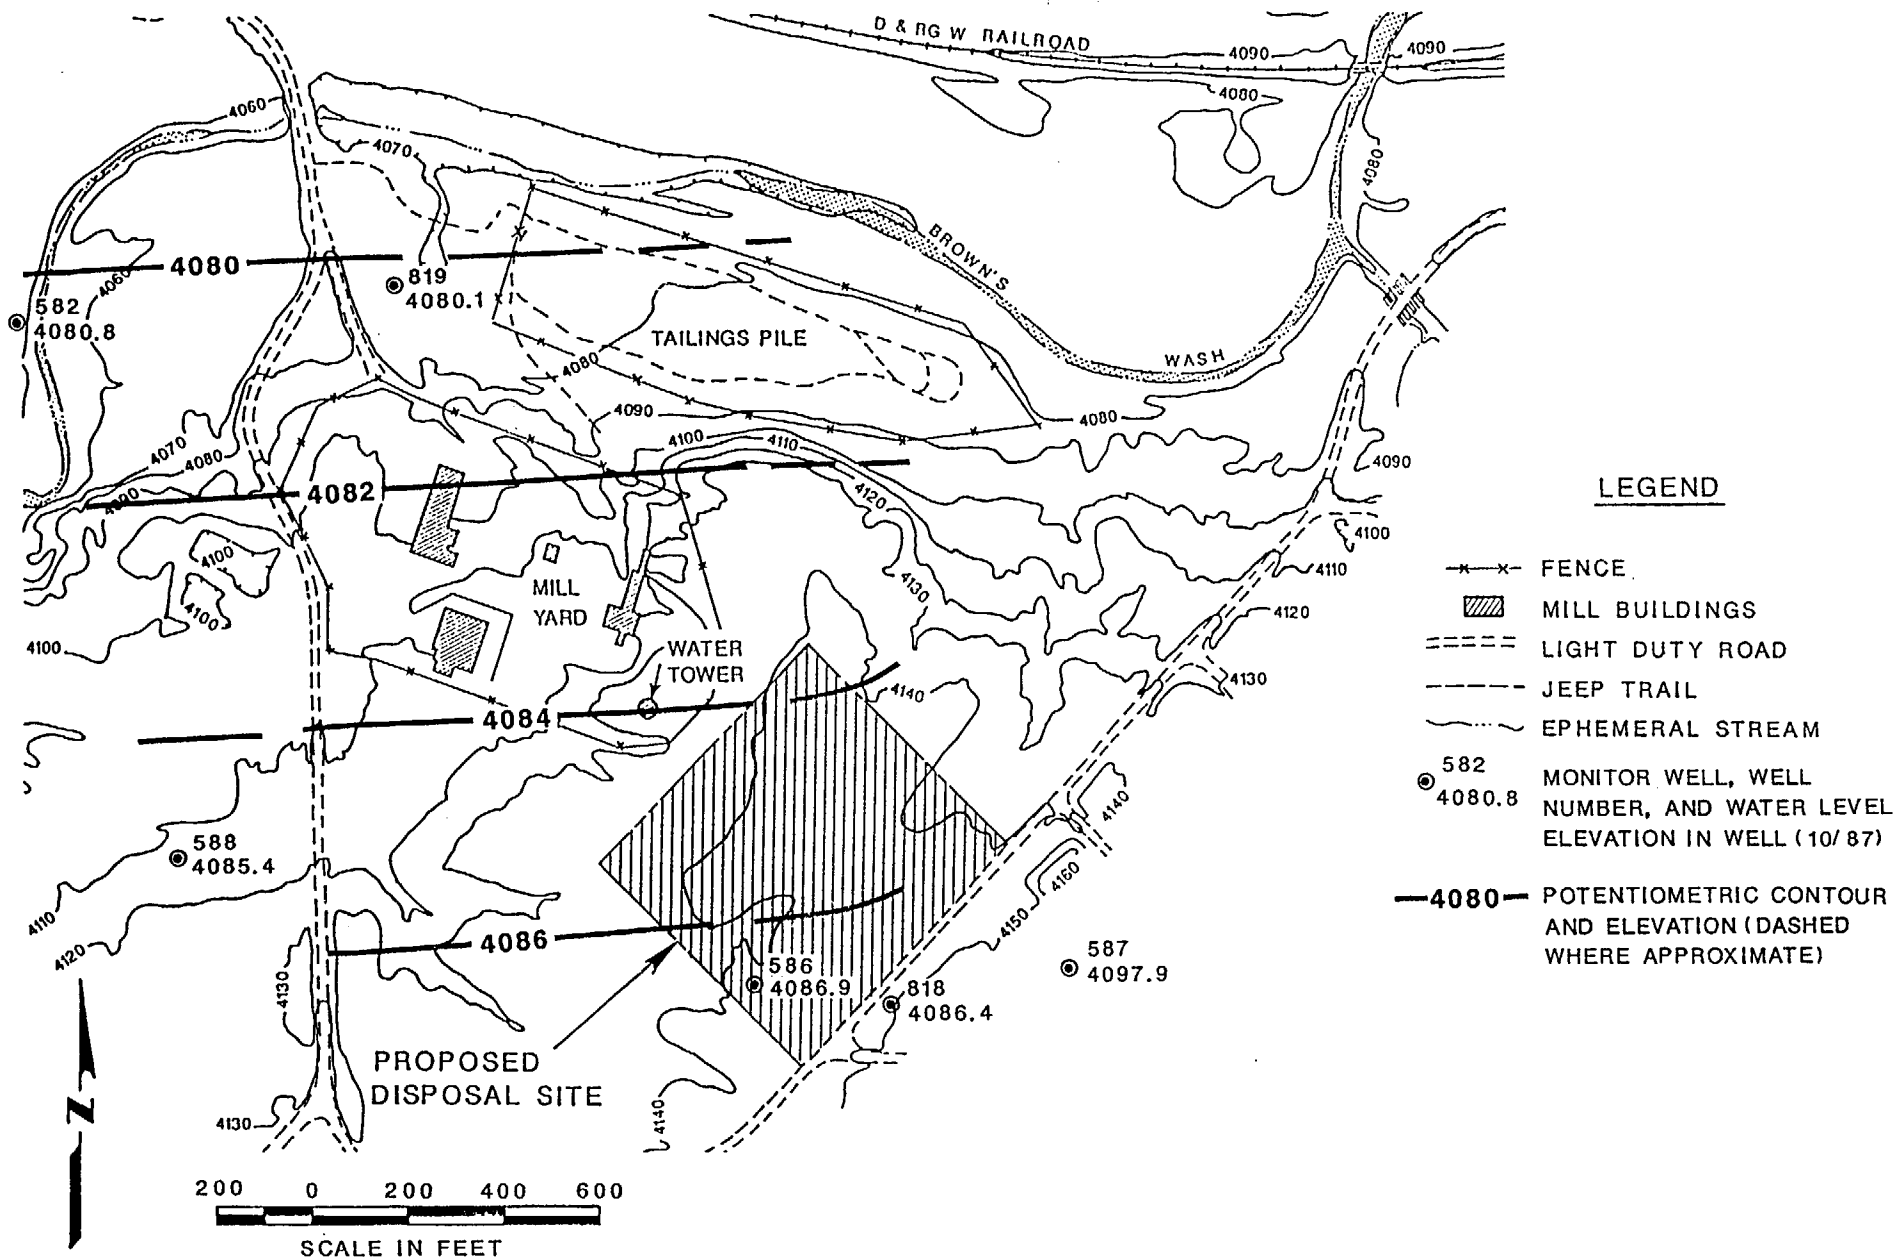 D & RG W RAILROAD
4090
4090
4080
4060
4070
4080
BROWN'S
4080
4060
819
4080.1
582
4080.8
TAILINGS PILE
WASH
4080
4090
4080
4100
4110
4070
4080
4090
4090
4082
4120
4100
4100
4100
4110
4130
MILL
YARD
4120
4100
WATER
TOWER
4130
4140
4084
4140
588
4085.4
4160
4110
4150
4120
4086
586
4086.9
587
4097.9
818
4086.4
4130
PROPOSED
DISPOSAL SITE
4140
4130
N
200 0 200 400 600
SCALE IN FEET
LEGEND
FENCE
MILL BUILDINGS
LIGHT DUTY ROAD
JEEP TRAIL
EPHEMERAL STREAM
582
4080.8
MONITOR WELL, WELL
NUMBER, AND WATER LEVEL
ELEVATION IN WELL (10/87)
4080
POTENTIOMETRIC CONTOUR
AND ELEVATION (DASHED
WHERE APPROXIMATE)